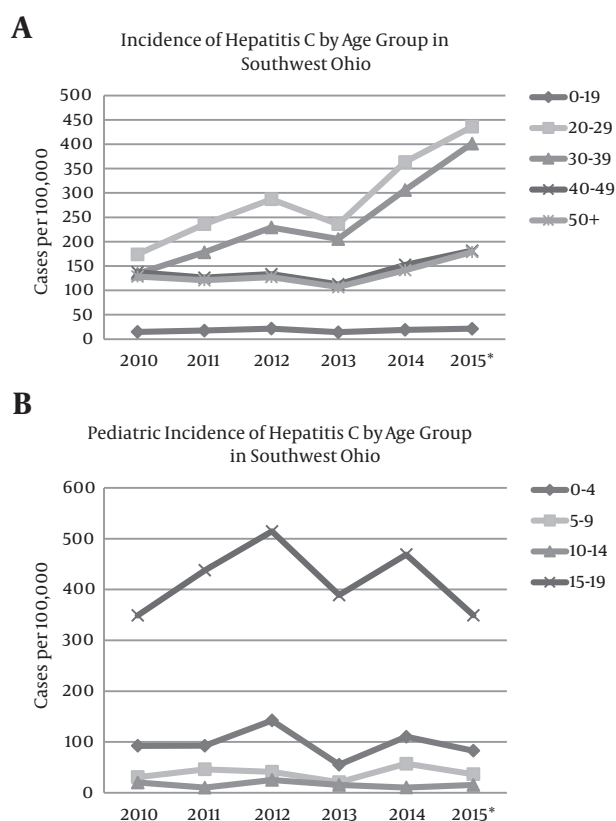 A
Incidence of Hepatitis C by Age Group in
Southwest Ohio
Cases per 100,000
500
450
400
350
300
250
200
150
100
50
0
2010 2011 2012 2013 2014 2015*
0-19
20-29
30-39
40-49
50+
B
Pediatric Incidence of Hepatitis C by Age Group
in Southwest Ohio
Cases per 100,000
600
500
400
300
200
100
0
2010 2011 2012 2013 2014 2015*
0-4
5-9
10-14
15-19